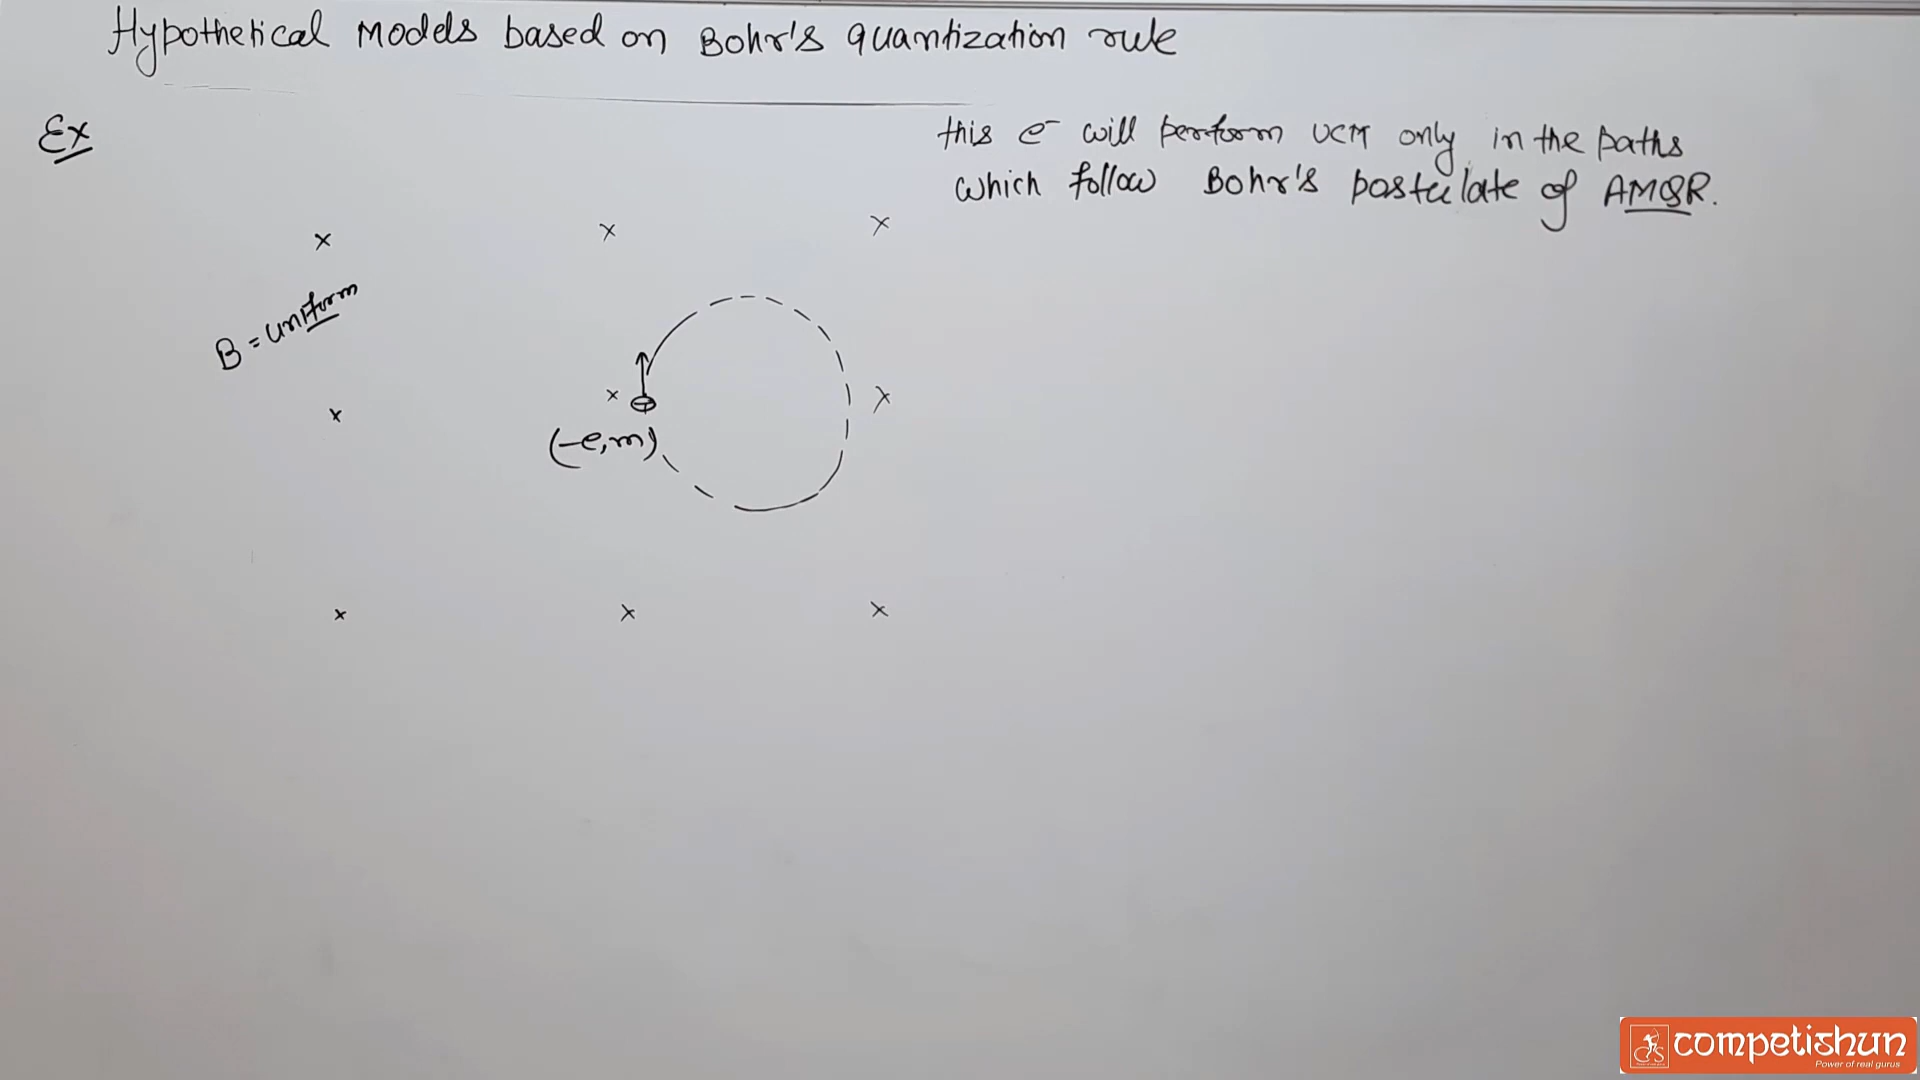 Hypothetical Models based on Bohr's quantization rule
Ex
this e⁻ will perform UCM only in the paths
which follow Bohr's postulate of AMQR.
x x x
B = uniform
x x x
(-e,m)
x x x
competishun
Power of real gurus